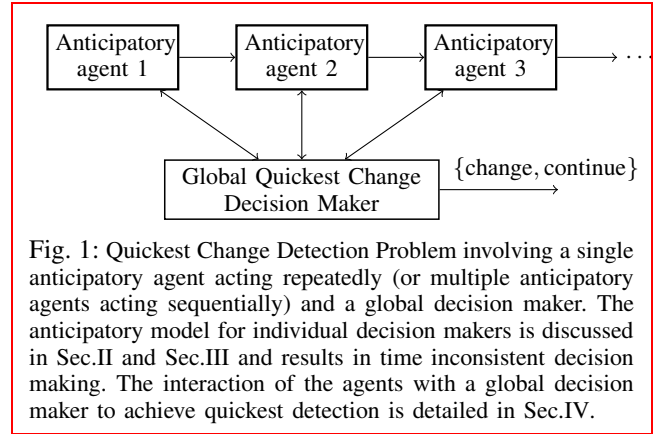 Anticipatory
agent 1
Anticipatory
agent 2
Anticipatory
agent 3
···
Global Quickest Change
Decision Maker
{change, continue}
Fig. 1: Quickest Change Detection Problem involving a single
anticipatory agent acting repeatedly (or multiple anticipatory
agents acting sequentially) and a global decision maker. The
anticipatory model for individual decision makers is discussed
in Sec.II and Sec.III and results in time inconsistent decision
making. The interaction of the agents with a global decision
maker to achieve quickest detection is detailed in Sec.IV.